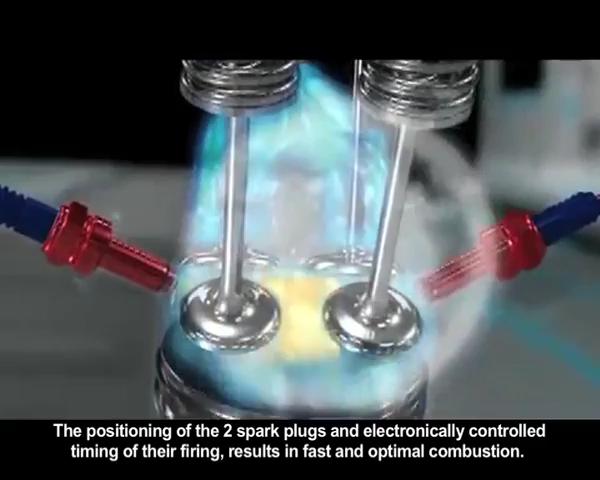 The positioning of the 2 spark plugs and electronically controlled
timing of their firing, results in fast and optimal combustion.